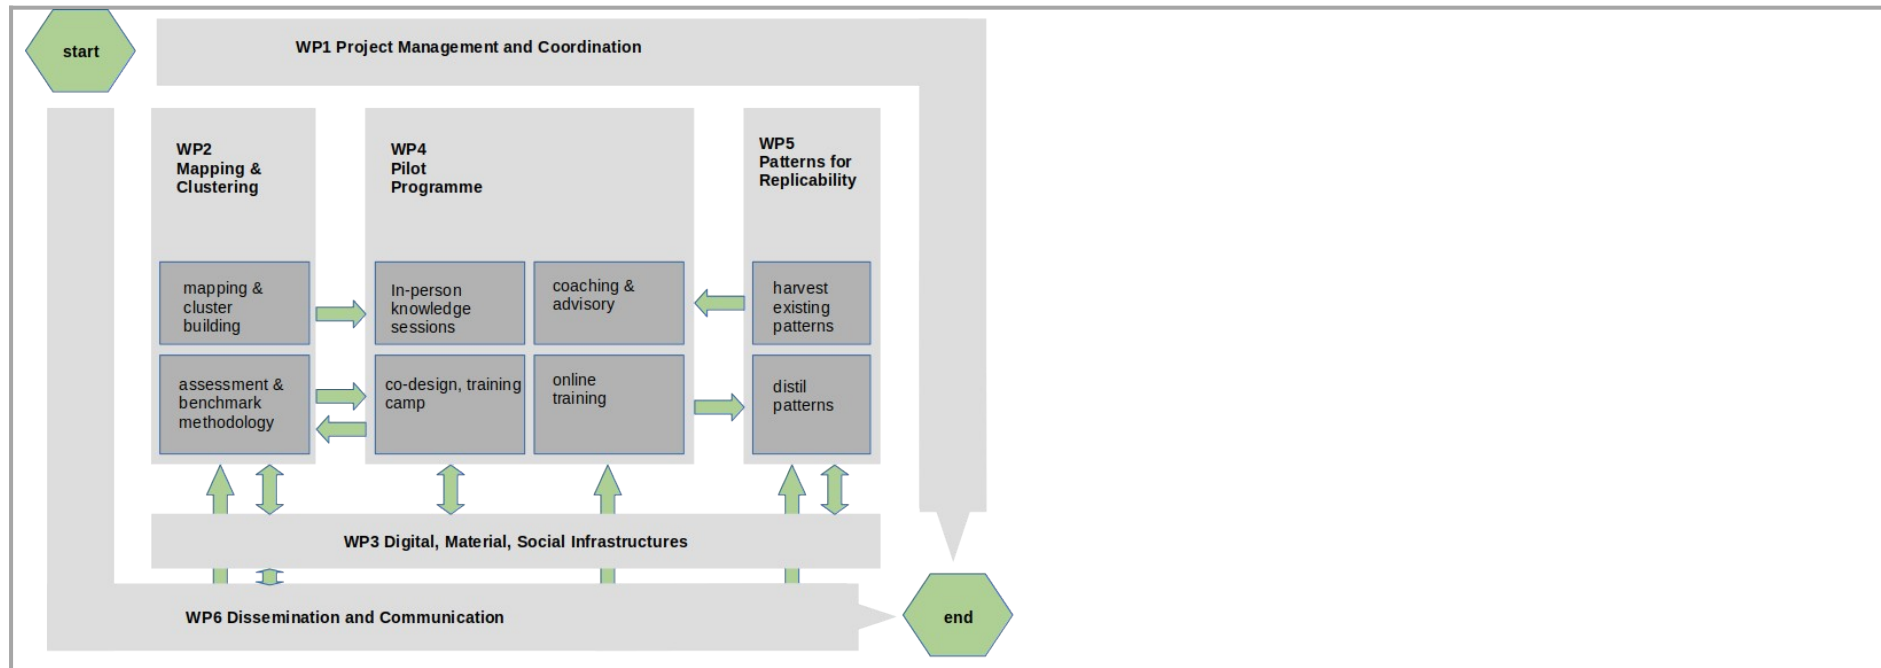 start
WP1 Project Management and Coordination
WP2
Mapping &
Clustering
mapping &
cluster
building
assessment &
benchmark
methodology
WP4
Pilot
Programme
In-person
knowledge
sessions
coaching &
advisory
co-design, training
camp
online
training
WP5
Patterns for
Replicability
harvest
existing
patterns
distil
patterns
WP3 Digital, Material, Social Infrastructures
WP6 Dissemination and Communication
end